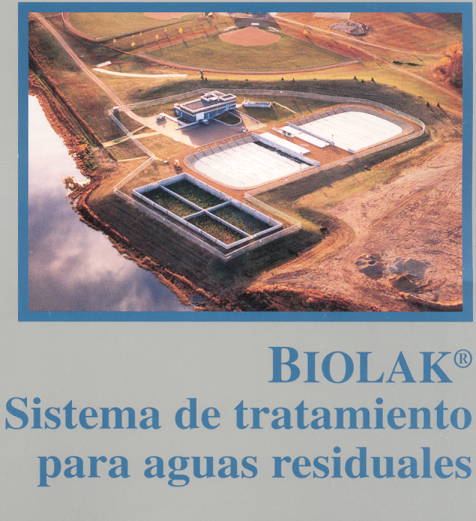 BIOLAK®
Sistema de tratamiento
para aguas residuales